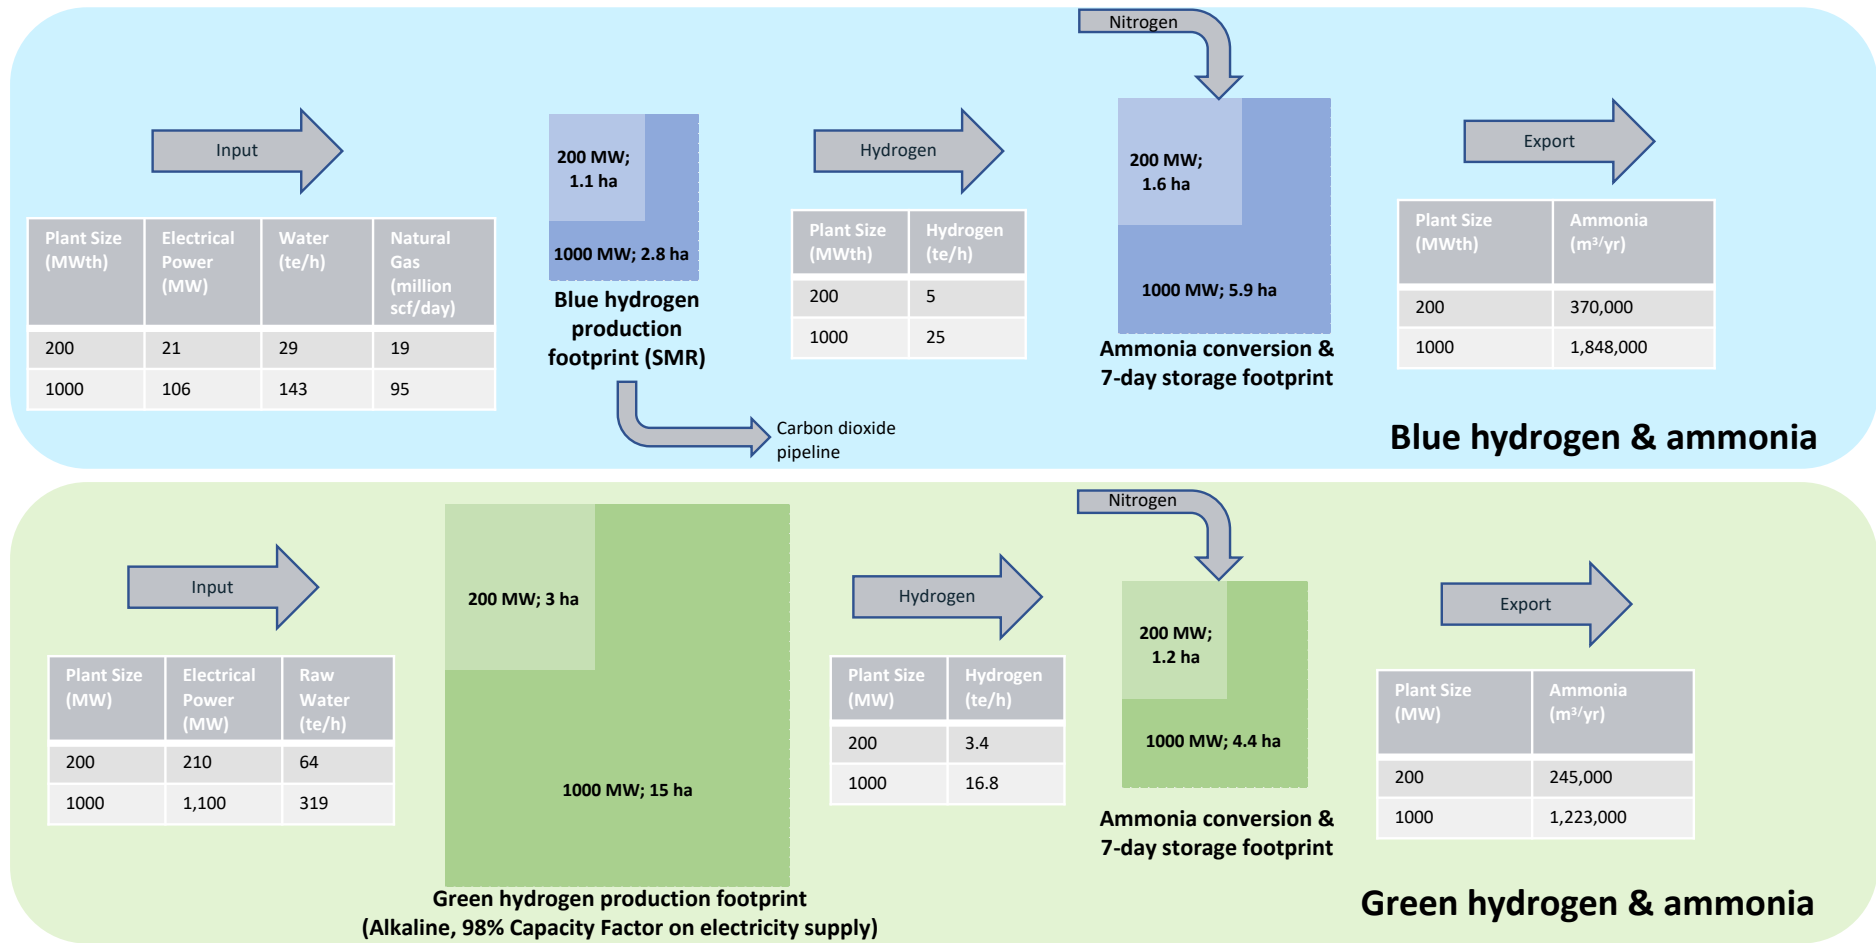 Nitrogen
Input
200 MW;
1.1 ha
1000 MW; 2.8 ha
Hydrogen
200 MW;
1.6 ha
1000 MW; 5.9 ha
Export
Plant Size (MWth) Electrical Power (MW) Water (te/h) Natural Gas (million scf/day)
200 21 29 19
1000 106 143 95
Blue hydrogen
production
footprint (SMR)
Plant Size (MWth) Hydrogen (te/h)
200 5
1000 25
Ammonia conversion &
7-day storage footprint
Plant Size (MWth) Ammonia (m³/yr)
200 370,000
1000 1,848,000
Carbon dioxide
pipeline
Blue hydrogen & ammonia
Nitrogen
Input
200 MW; 3 ha
1000 MW; 15 ha
Hydrogen
200 MW;
1.2 ha
1000 MW; 4.4 ha
Export
Plant Size (MW) Electrical Power (MW) Raw Water (te/h)
200 210 64
1000 1,100 319
Plant Size (MW) Hydrogen (te/h)
200 3.4
1000 16.8
Plant Size (MW) Ammonia (m³/yr)
200 245,000
1000 1,223,000
Ammonia conversion &
7-day storage footprint
Green hydrogen production footprint
(Alkaline, 98% Capacity Factor on electricity supply)
Green hydrogen & ammonia